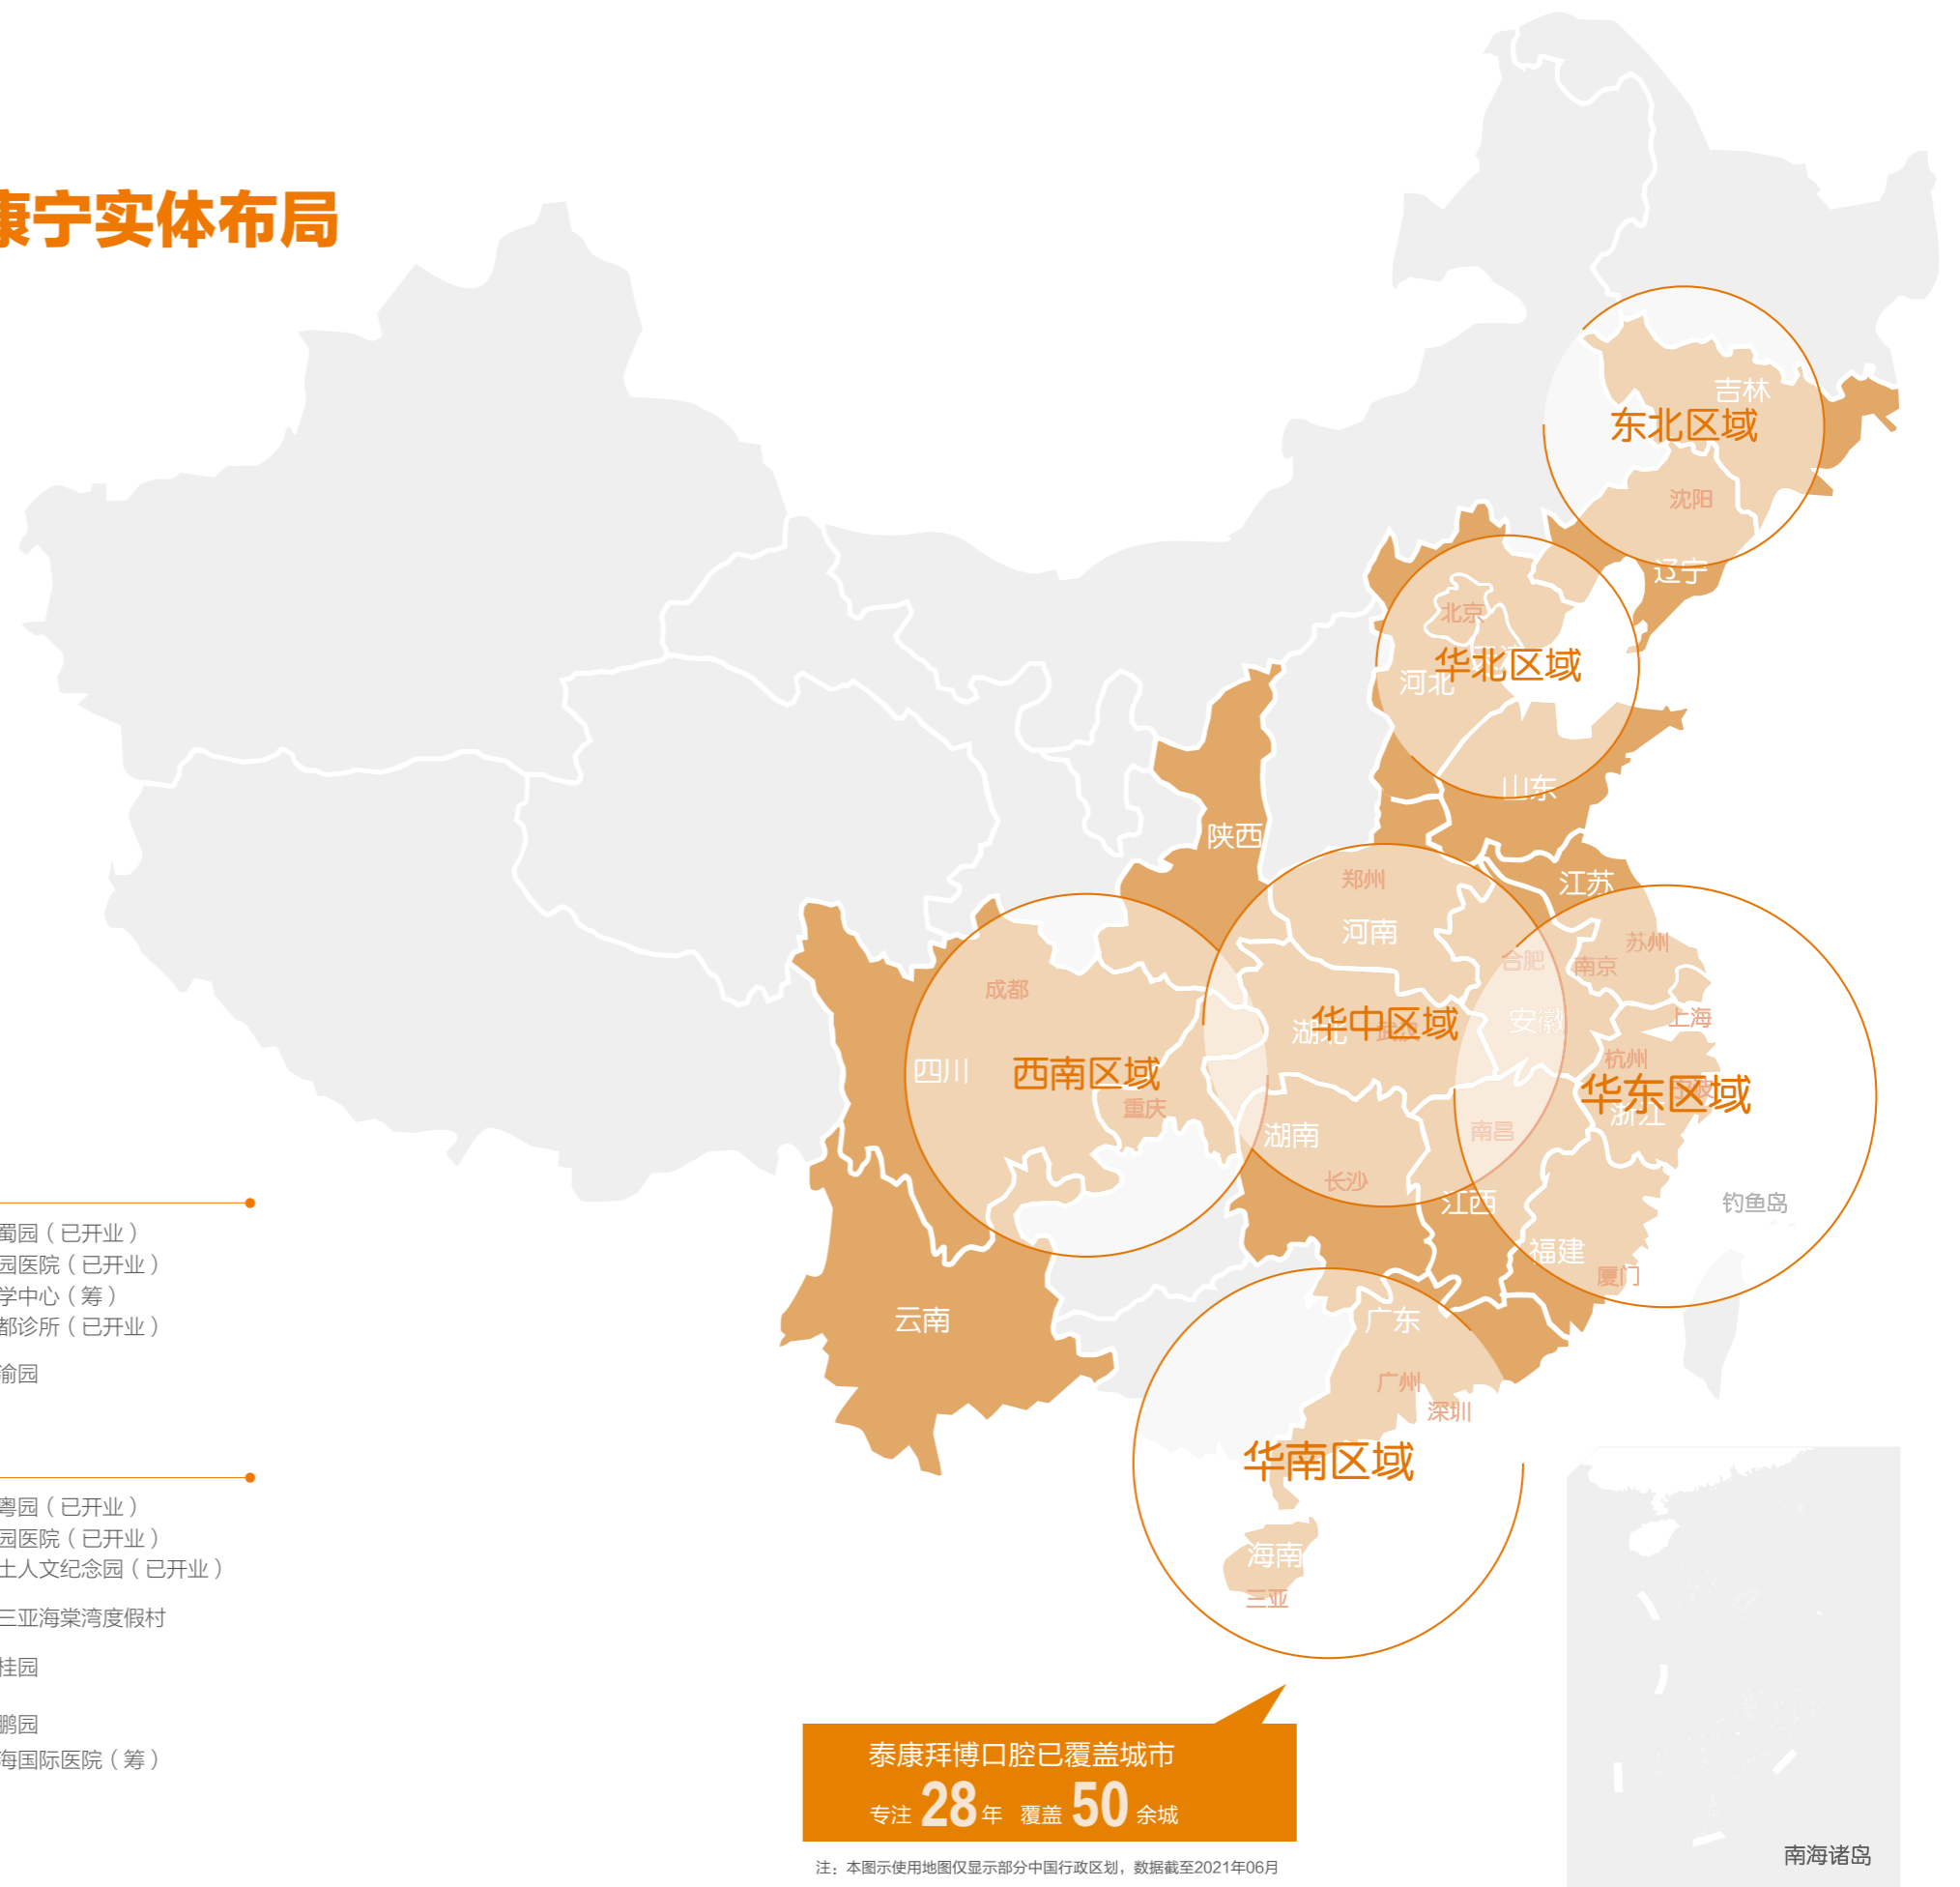 康宁实体布局
吉林
东北区域
沈阳
辽宁
北京
华北区域
河北
山东
陕西
郑州
江苏
河南
苏州
合肥
南京
成都
上海
安徽
湖北
华中区域
武汉
杭州
四川
西南区域
华东区域
宁波
重庆
浙江
湖南
南昌
长沙
江西
钓鱼岛
福建
厦门
云南
广东
广州
深圳
华南区域
海南
三亚
蜀园（已开业）
园医院（已开业）
学中心（筹）
都诊所（已开业）
渝园
粤园（已开业）
园医院（已开业）
土人文纪念园（已开业）
三亚海棠湾度假村
桂园
鹏园
海国际医院（筹）
泰康拜博口腔已覆盖城市
专注 28 年 覆盖 50 余城
注：本图示使用地图仅显示部分中国行政区划，数据截至2021年06月
南海诸岛